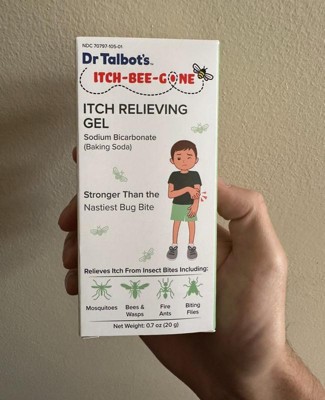 NDC 70797-105-01
Dr Talbot's™
ITCH-BEE-GONE
ITCH RELIEVING
GEL
Sodium Bicarbonate
(Baking Soda)
Stronger Than the
Nastiest Bug Bite
Relieves Itch From Insect Bites Including:
Mosquitoes
Bees &
Wasps
Fire
Ants
Biting
Flies
Net Weight: 0.7 oz (20 g)